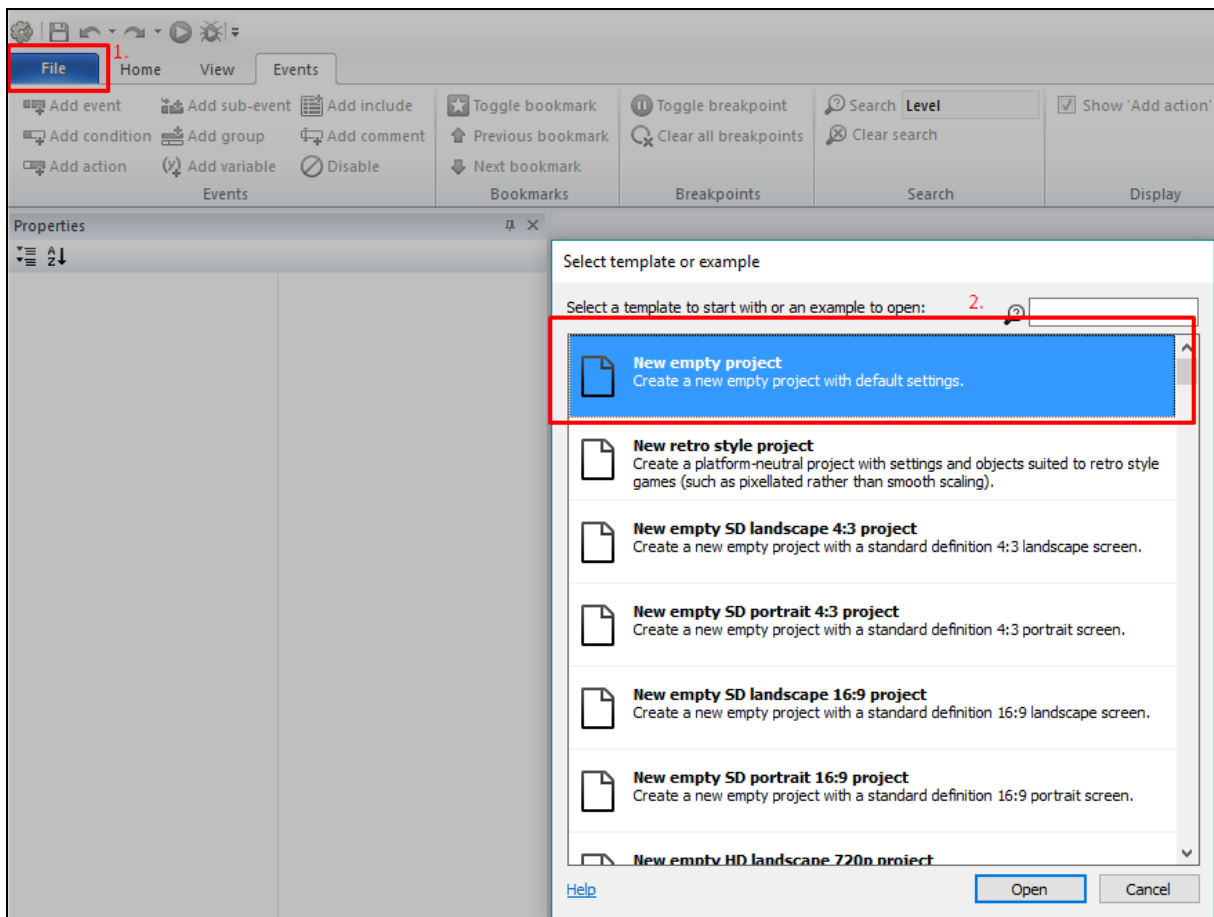 1.
File Home View Events
Add event Add sub-event Add include Toggle bookmark Toggle breakpoint Search Level Show 'Add action'
Add condition Add group Add comment Previous bookmark Clear all breakpoints Clear search
Add action Add variable Disable Next bookmark
Events Bookmarks Breakpoints Search Display
Properties
Select template or example
Select a template to start with or an example to open: 2.
New empty project
Create a new empty project with default settings.
New retro style project
Create a platform-neutral project with settings and objects suited to retro style
games (such as pixellated rather than smooth scaling).
New empty SD landscape 4:3 project
Create a new empty project with a standard definition 4:3 landscape screen.
New empty SD portrait 4:3 project
Create a new empty project with a standard definition 4:3 portrait screen.
New empty SD landscape 16:9 project
Create a new empty project with a standard definition 16:9 landscape screen.
New empty SD portrait 16:9 project
Create a new empty project with a standard definition 16:9 portrait screen.
New empty HD landscape 720p project
Help Open Cancel